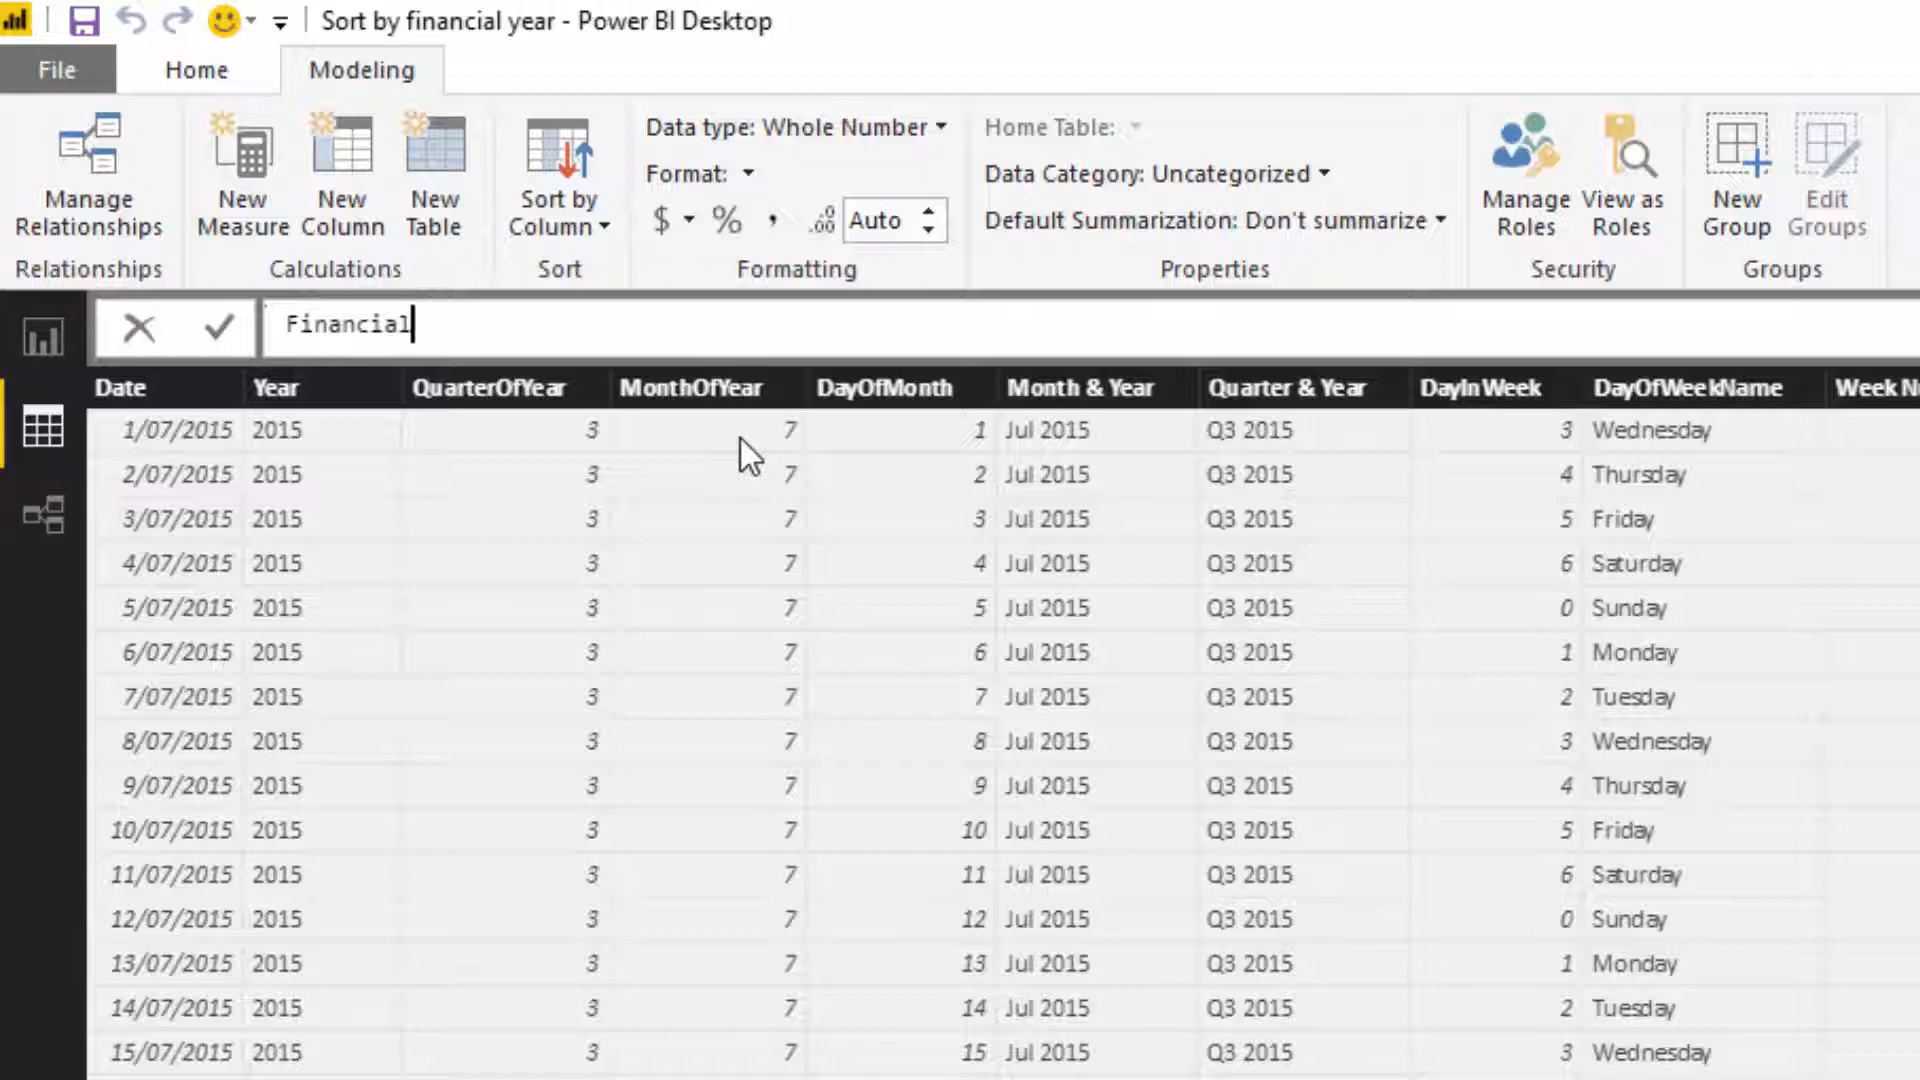 Sort by financial year - Power BI Desktop
File Home Modeling
Manage Relationships New Measure New Column New Table Sort by Column Data type: Whole Number Home Table: Manage Roles View as Roles New Group Edit Groups
Format: Data Category: Uncategorized
$ % , .00 Auto Default Summarization: Don't summarize
Relationships Calculations Sort Formatting Properties Security Groups
Financial
Date Year QuarterOfYear MonthOfYear DayOfMonth Month & Year Quarter & Year DayInWeek DayOfWeekName Week
1/07/2015 2015 3 7 1 Jul 2015 Q3 2015 3 Wednesday
2/07/2015 2015 3 7 2 Jul 2015 Q3 2015 4 Thursday
3/07/2015 2015 3 7 3 Jul 2015 Q3 2015 5 Friday
4/07/2015 2015 3 7 4 Jul 2015 Q3 2015 6 Saturday
5/07/2015 2015 3 7 5 Jul 2015 Q3 2015 0 Sunday
6/07/2015 2015 3 7 6 Jul 2015 Q3 2015 1 Monday
7/07/2015 2015 3 7 7 Jul 2015 Q3 2015 2 Tuesday
8/07/2015 2015 3 7 8 Jul 2015 Q3 2015 3 Wednesday
9/07/2015 2015 3 7 9 Jul 2015 Q3 2015 4 Thursday
10/07/2015 2015 3 7 10 Jul 2015 Q3 2015 5 Friday
11/07/2015 2015 3 7 11 Jul 2015 Q3 2015 6 Saturday
12/07/2015 2015 3 7 12 Jul 2015 Q3 2015 0 Sunday
13/07/2015 2015 3 7 13 Jul 2015 Q3 2015 1 Monday
14/07/2015 2015 3 7 14 Jul 2015 Q3 2015 2 Tuesday
15/07/2015 2015 3 7 15 Jul 2015 Q3 2015 3 Wednesday